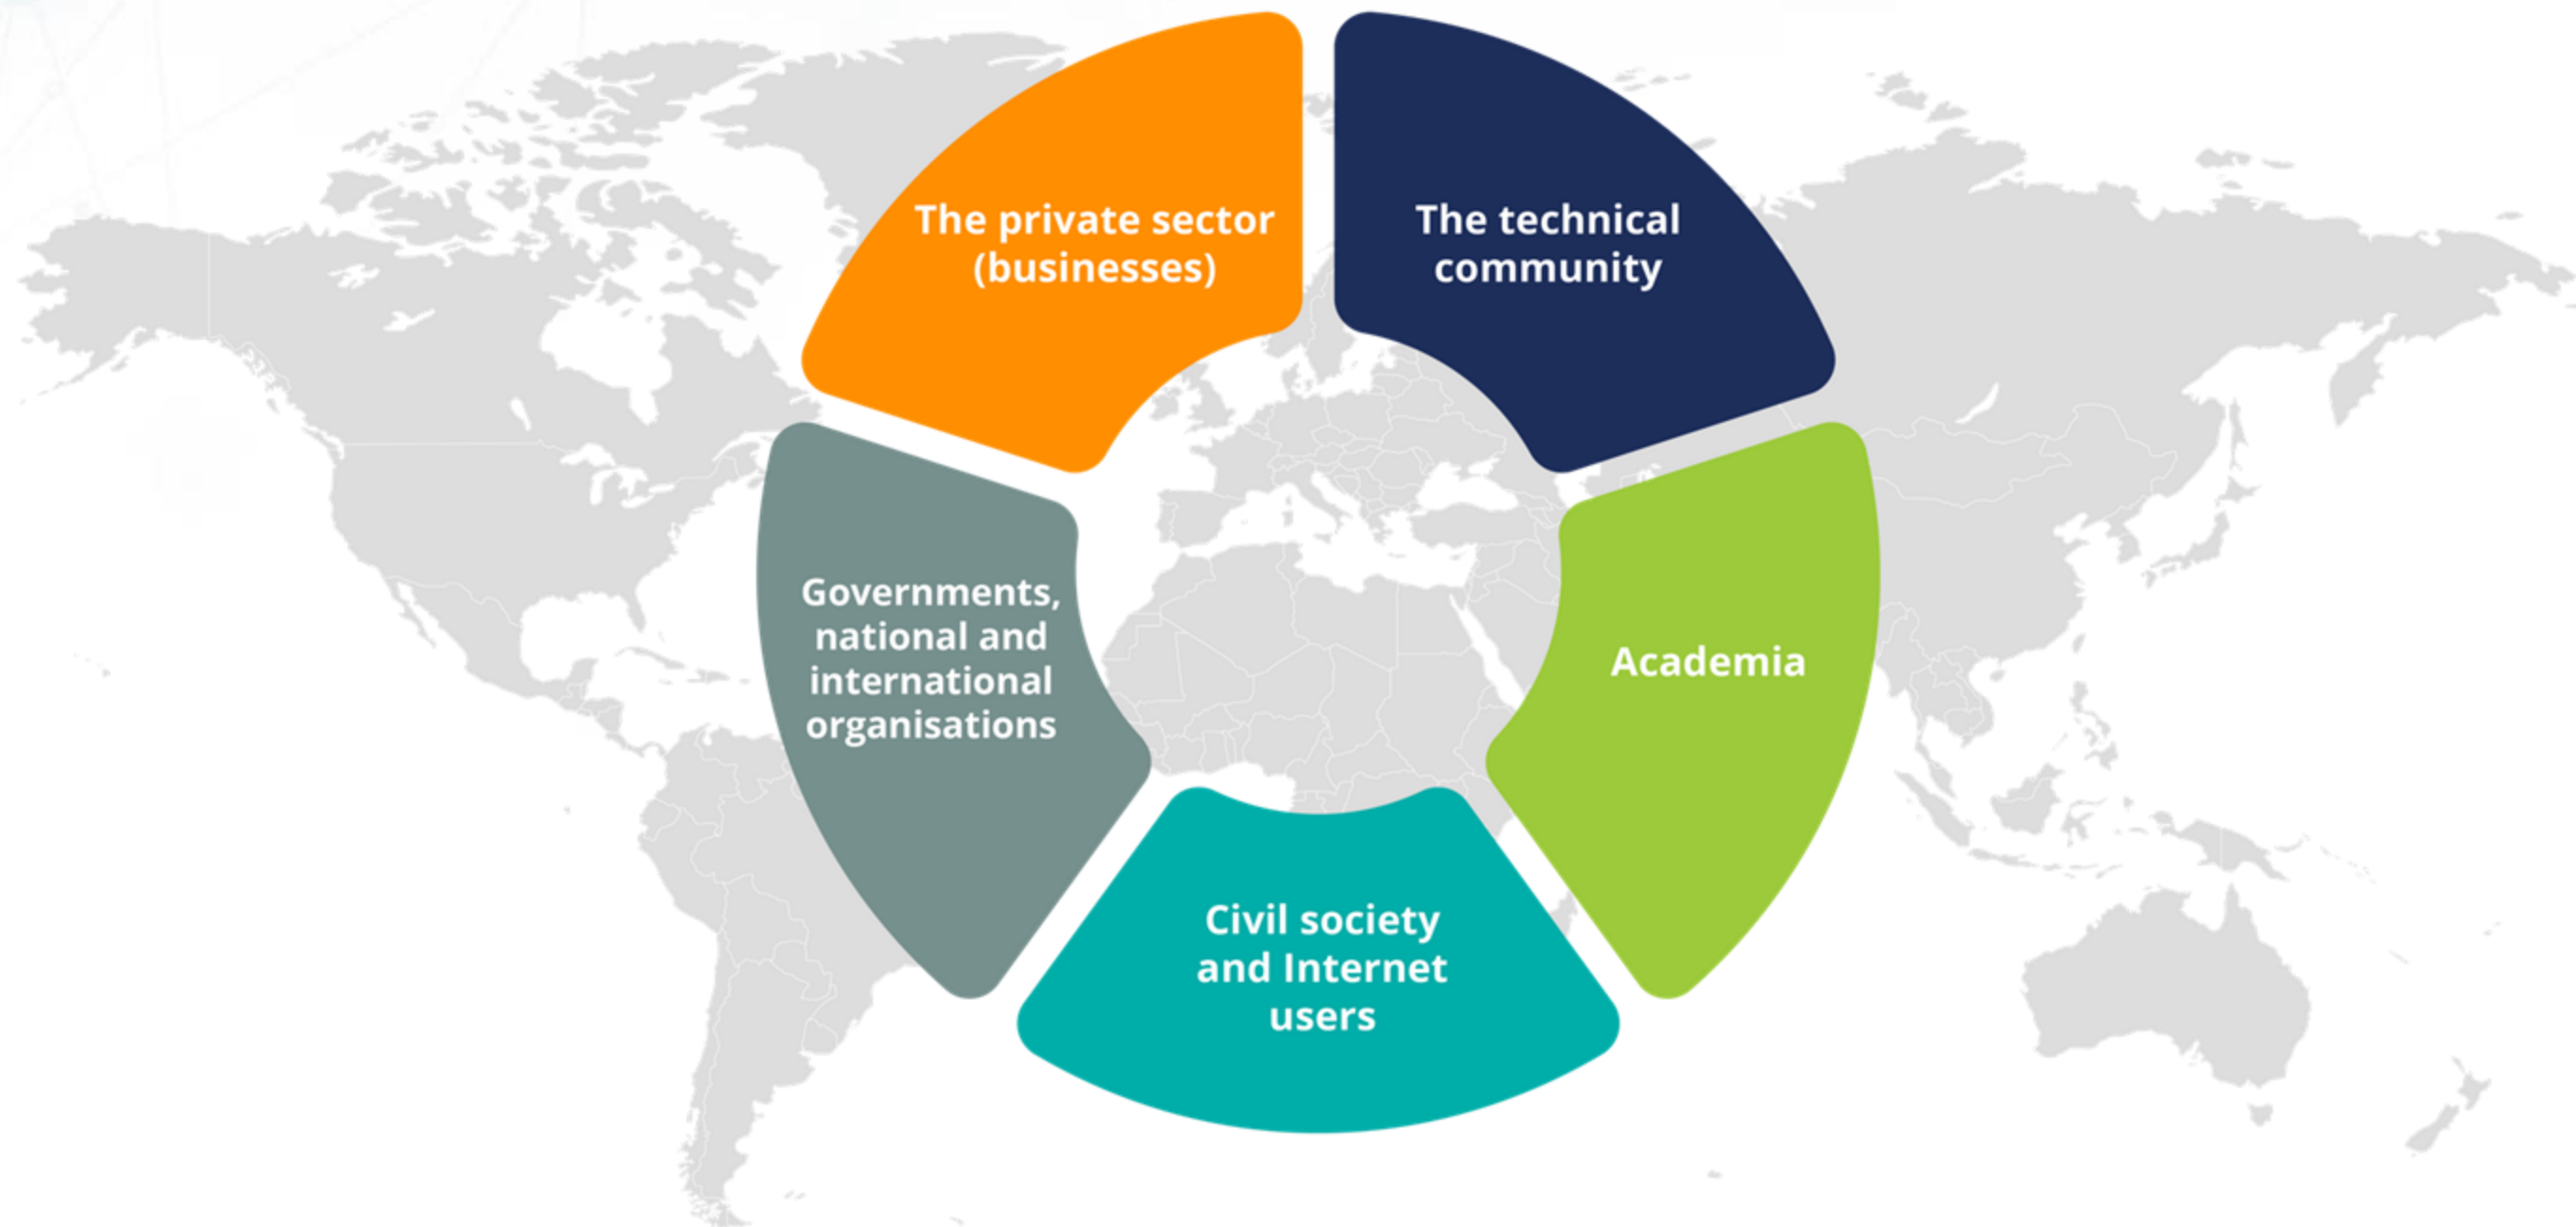 The private sector
(businesses)
The technical
community
Governments,
national and
international
organisations
Academia
Civil society
and Internet
users